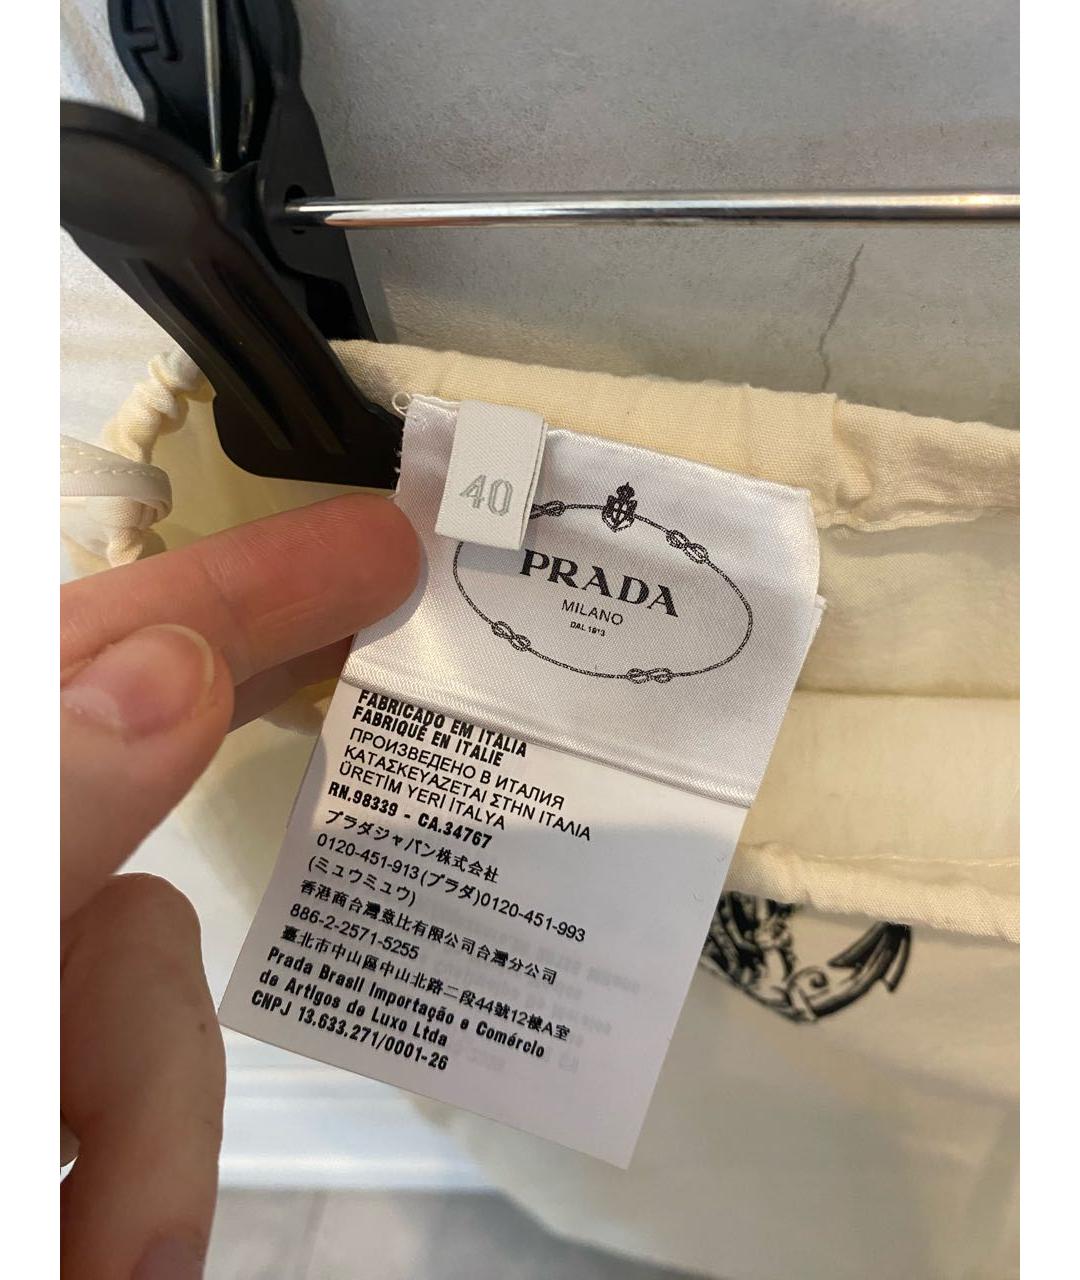 40
PRADA
MILANO
DAL 1913
FABRICADO EM ITALIA
FABRIQUÉ EN ITALIE
ПРОИЗВЕДЕНО В ИТАЛИЯ
ΚΑΤΑΣΚΕΥΑΖΕΤΑΙ ΣΤΗΝ ΙΤΑΛΙΑ
ÜRETİM YERİ İTALYA
RN.98339 - CA.34767
プラダジャパン株式会社
0120-451-913(プラダ)0120-451-993
(ミュウミュウ)
香港商台灣意比有限公司台灣分公司
886-2-2571-5255
臺北市中山區中山北路二段44號12樓A室
Prada Brasil Importação e Comércio
de Artigos de Luxo Ltda
CNPJ 13.633.271/0001-26